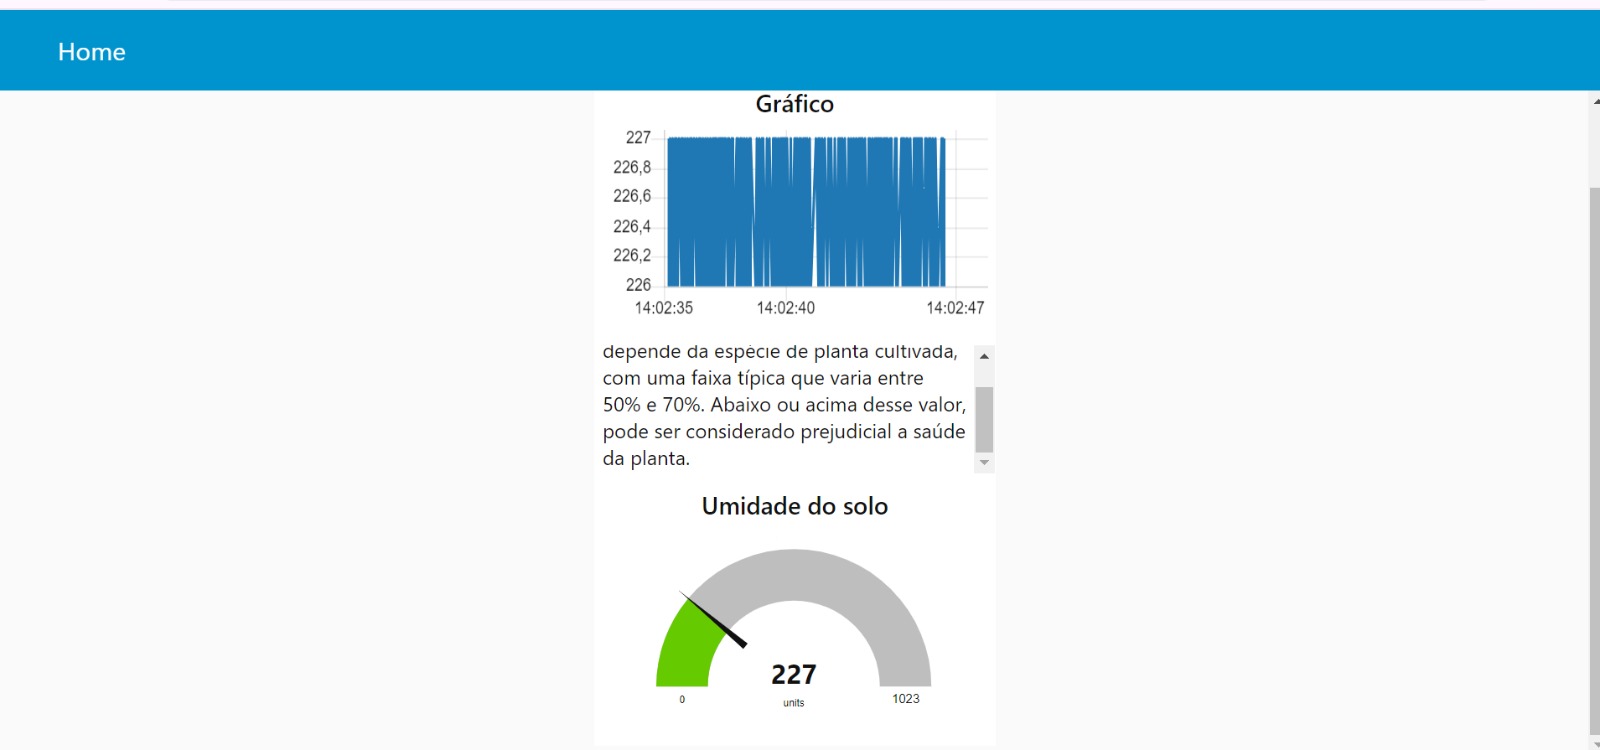 Home
Gráfico
227
226,8
226,6
226,4
226,2
226
14:02:35 14:02:40 14:02:47
depende da espécie de planta cultivada,
com uma faixa típica que varia entre
50% e 70%. Abaixo ou acima desse valor,
pode ser considerado prejudicial a saúde
da planta.
Umidade do solo
227
0 units 1023